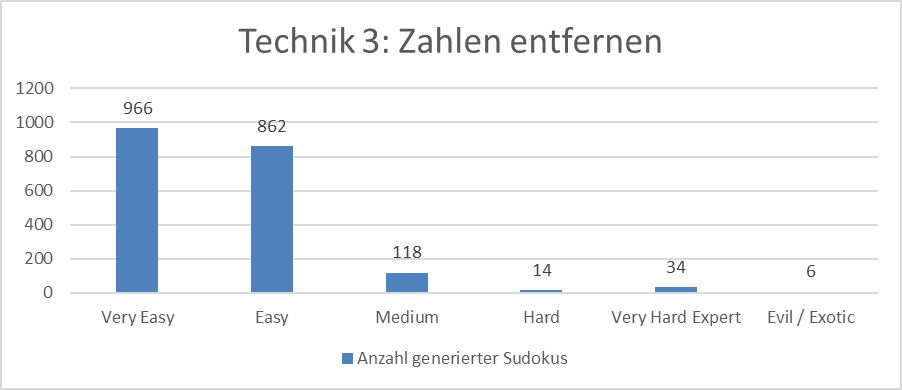 Technik 3: Zahlen entfernen
1200
1000
800
600
400
200
0
966
862
118
14
34
6
Very Easy
Easy
Medium
Hard
Very Hard Expert
Evil / Exotic
Anzahl generierter Sudokus